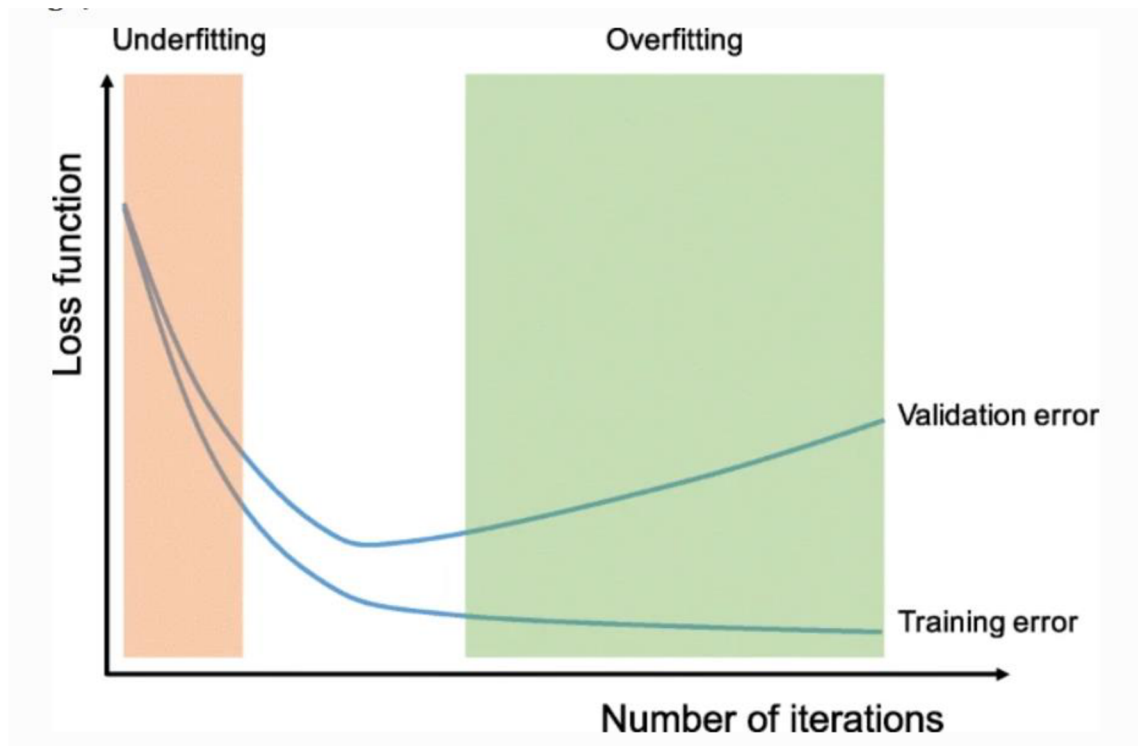 Underfitting
Overfitting
Loss function
Validation error
Training error
Number of iterations